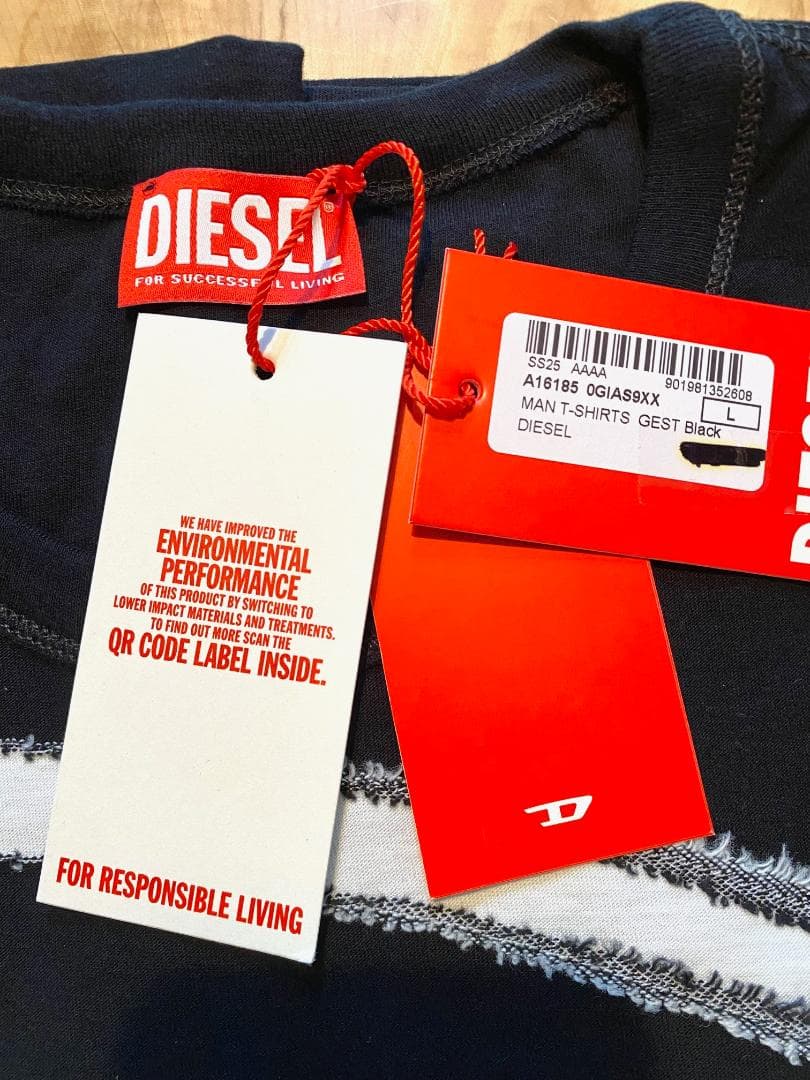 DIESEL®
FOR SUCCESSFUL LIVING
SS25 AAAA
901981352608
A16185 0GIAS9XX
L
MAN T-SHIRTS GEST Black
DIESEL
WE HAVE IMPROVED THE
ENVIRONMENTAL
PERFORMANCE
OF THIS PRODUCT BY SWITCHING TO
LOWER IMPACT MATERIALS AND TREATMENTS.
TO FIND OUT MORE SCAN THE
QR CODE LABEL INSIDE.
FOR RESPONSIBLE LIVING
D